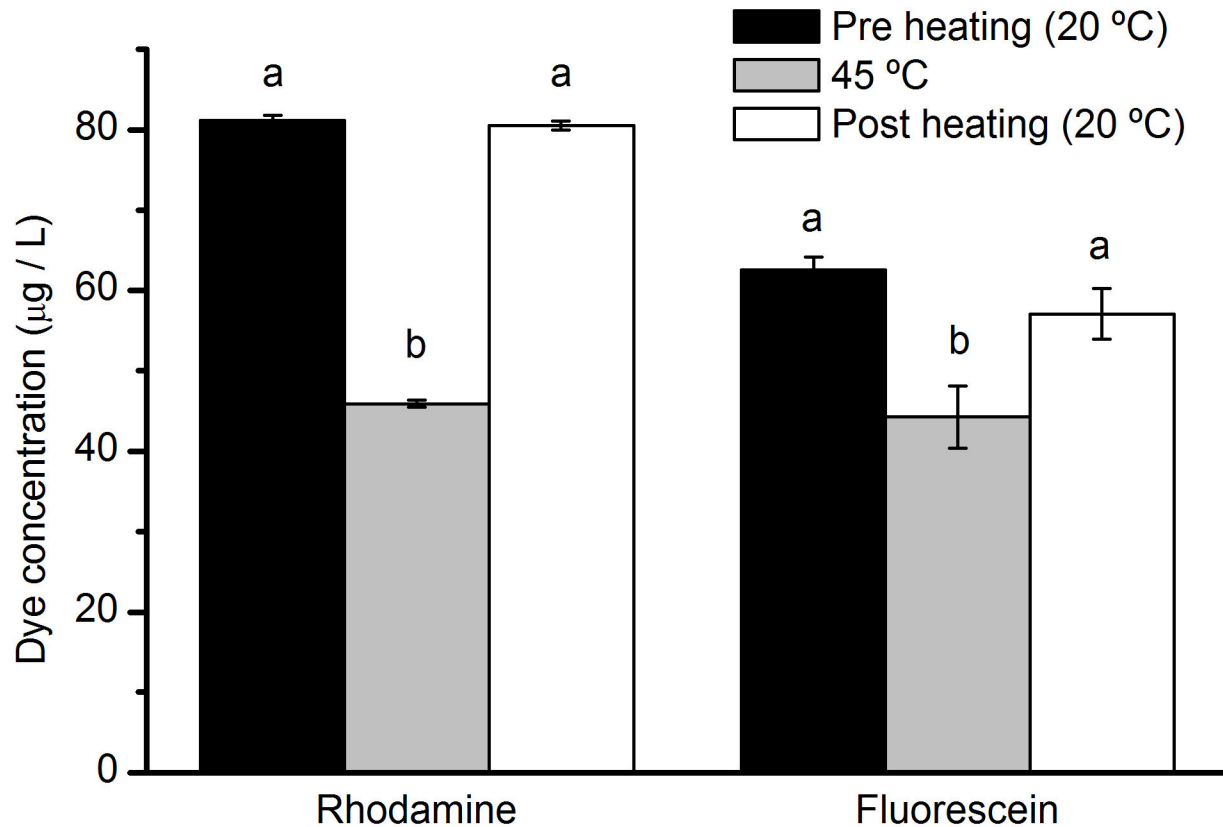 Pre heating (20 ºC)
45 ºC
Post heating (20 ºC)
Dye concentration (μg / L)
80
60
40
20
0
a
b
a
a
b
a
Rhodamine
Fluorescein